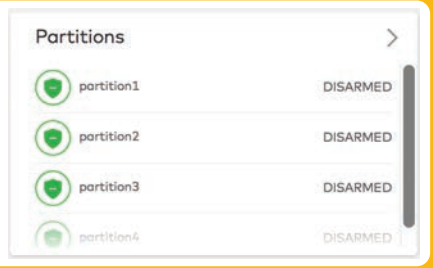 Partitions
partition1 DISARMED
partition2 DISARMED
partition3 DISARMED
partition4 DISARMED